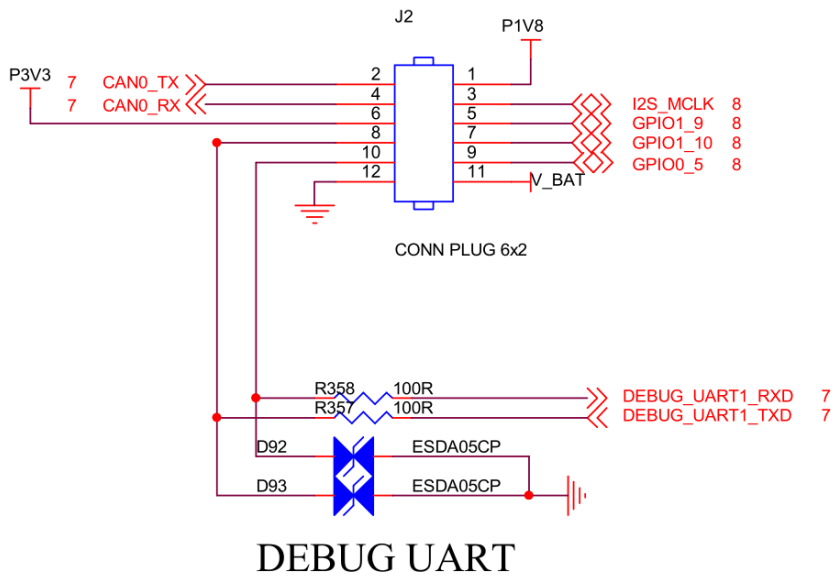 J2
P1V8
P3V3 7 CAN0_TX 2 1
7 CAN0_RX 4 3 I2S_MCLK 8
6 5 GPIO1_9 8
8 7 GPIO1_10 8
10 9 GPIO0_5 8
12 11 V_BAT
CONN PLUG 6x2
R358 100R DEBUG_UART1_RXD 7
R357 100R DEBUG_UART1_TXD 7
D92 ESDA05CP
D93 ESDA05CP
DEBUG UART